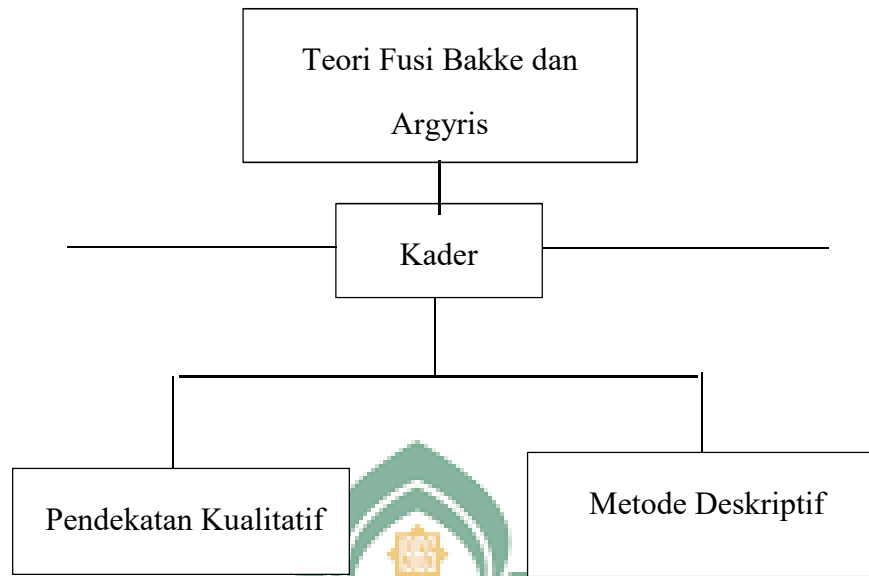 Teori Fusi Bakke dan
Argyris
Kader
Pendekatan Kualitatif
Metode Deskriptif